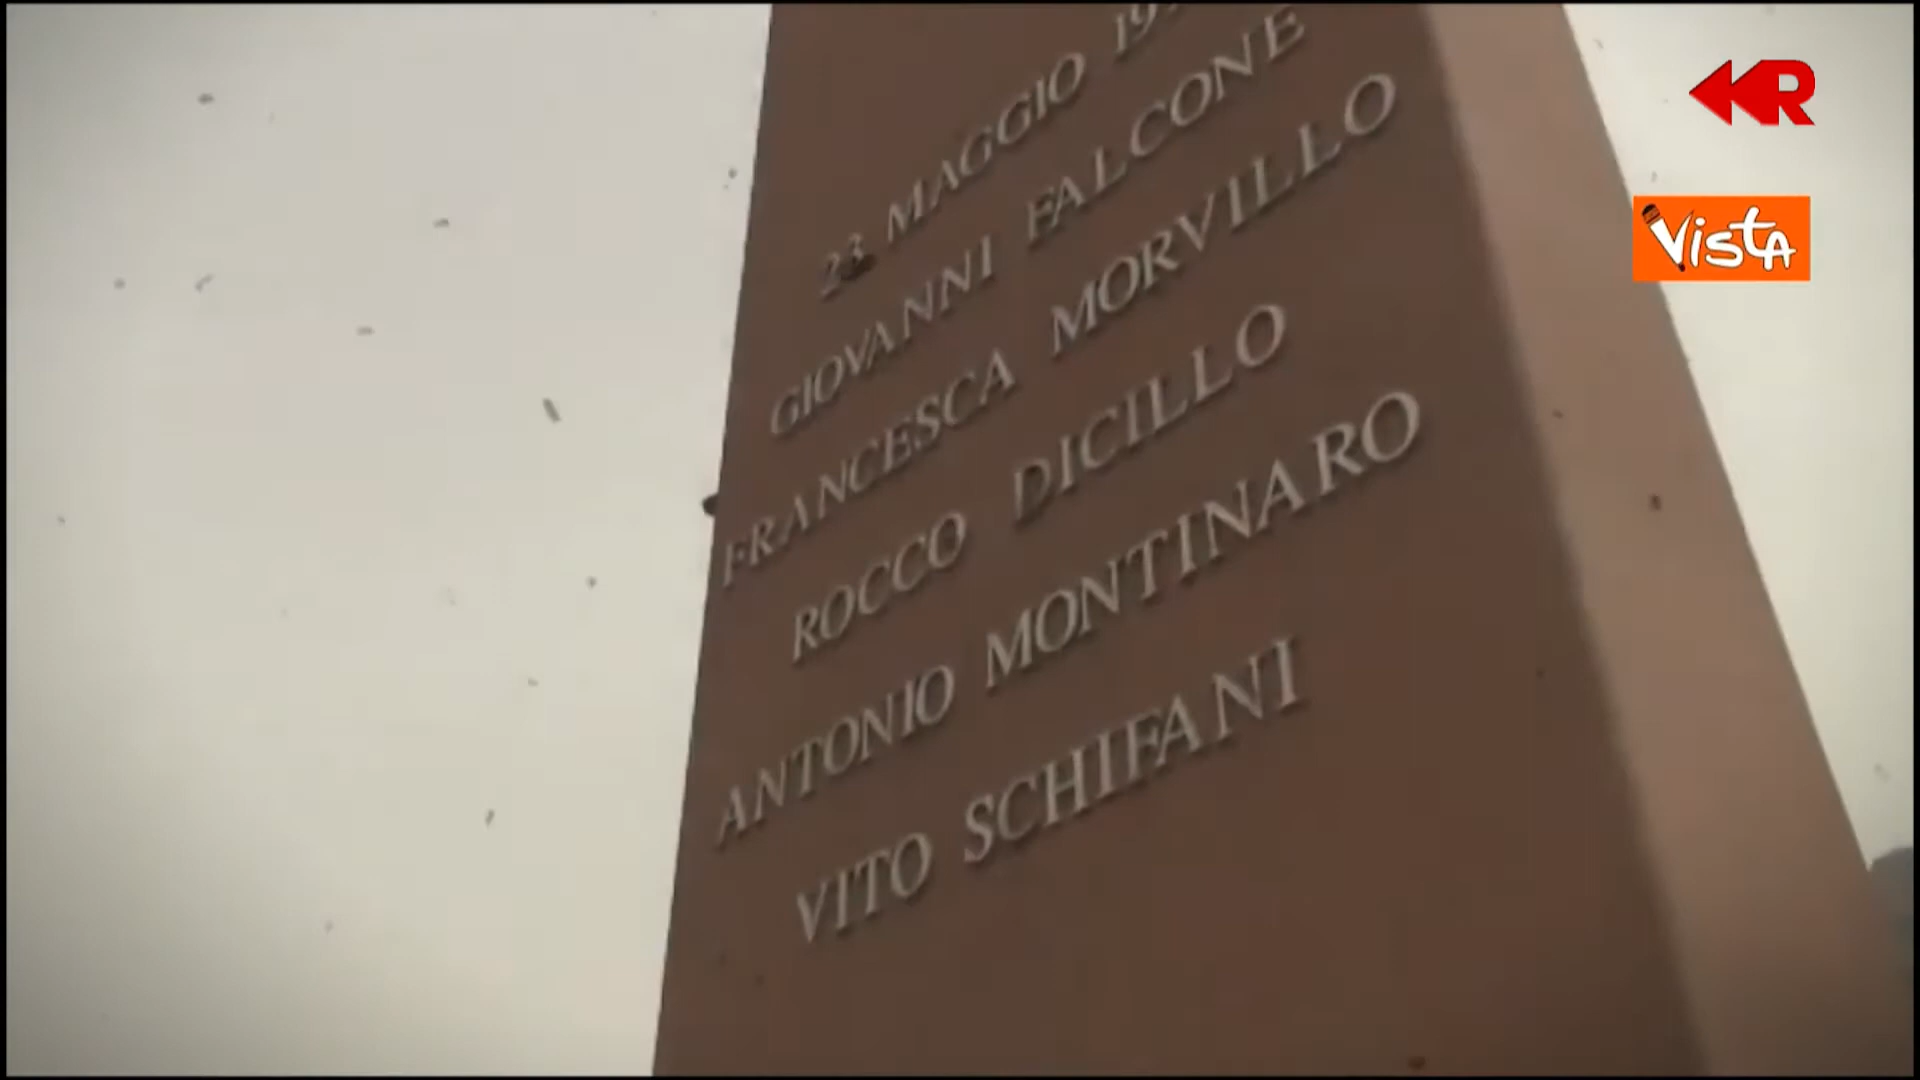 23 MAGGIO
GIOVANNI FALCONE
FRANCESCA MORVILLO
ROCCO DICILLO
ANTONIO MONTINARO
VITO SCHIFANI
R
VISTA